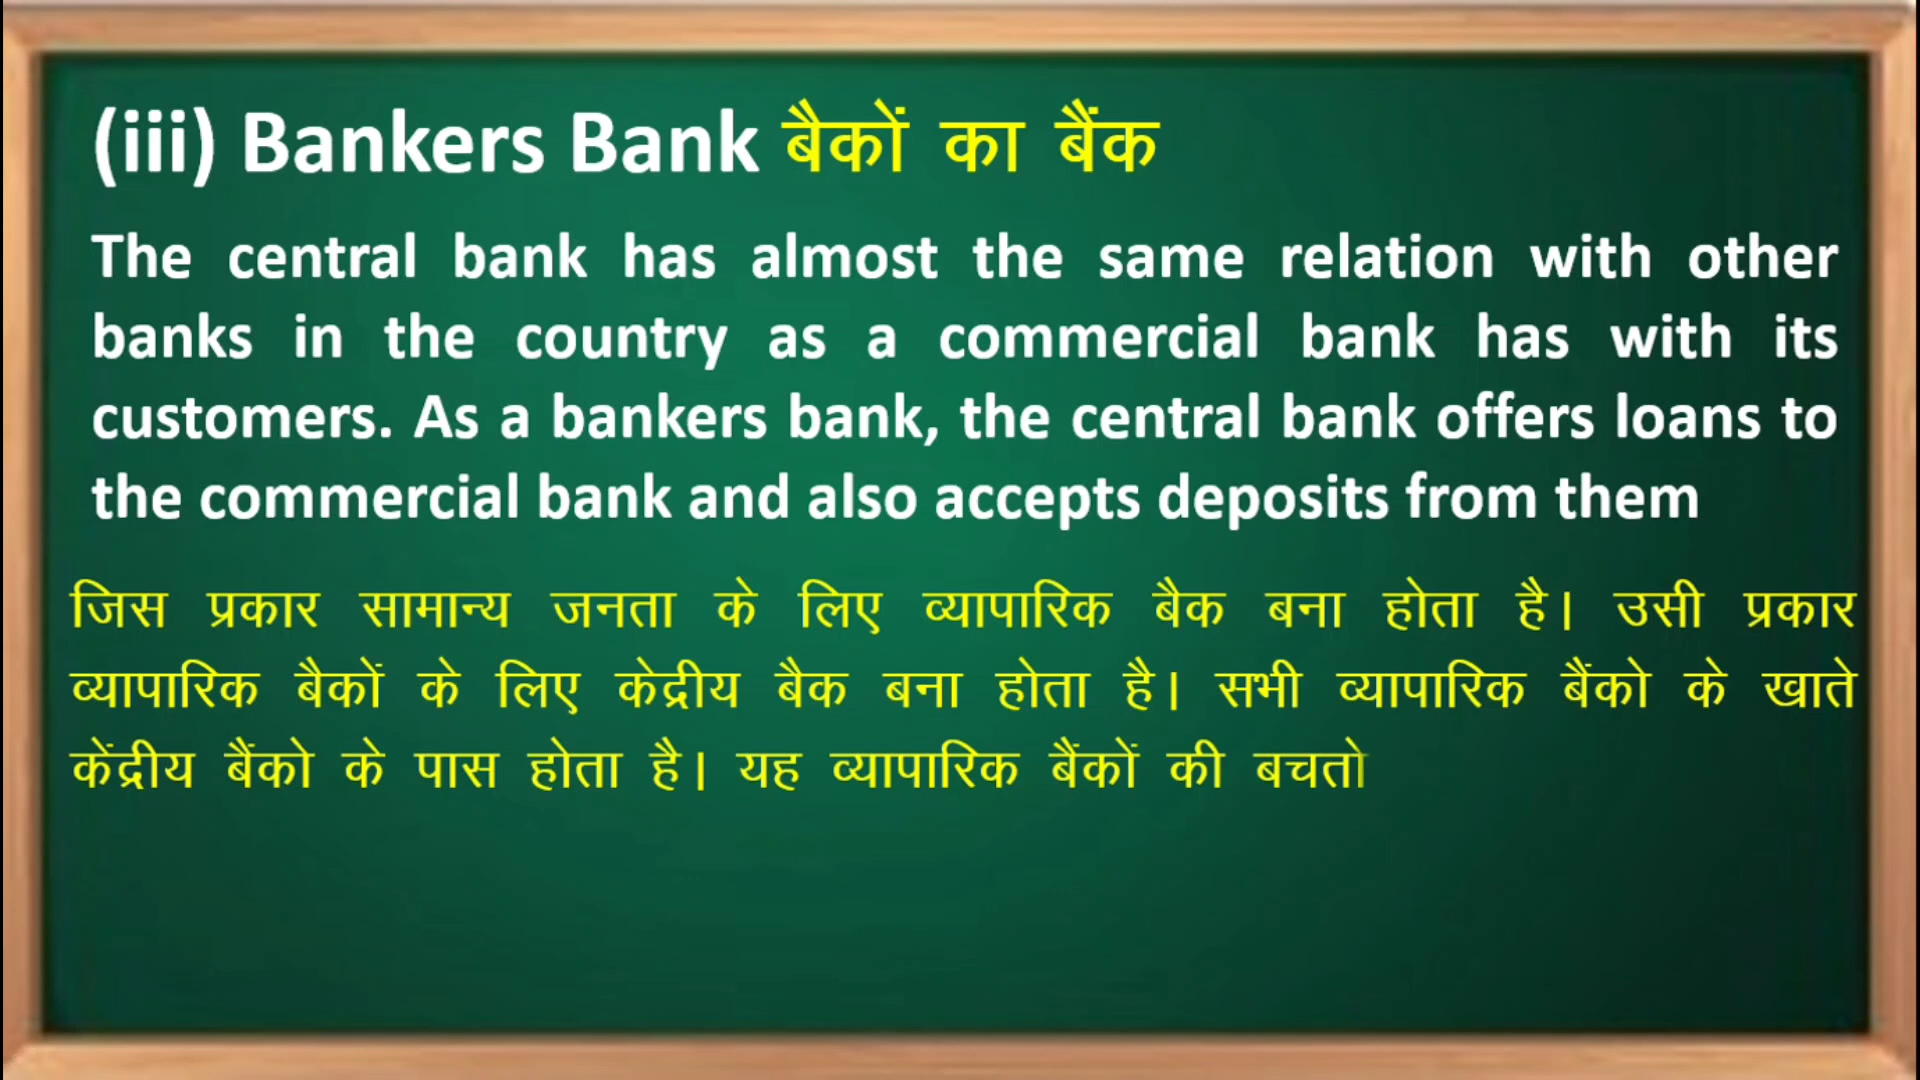 (iii) Bankers Bank बैकों का बैंक
The central bank has almost the same relation with other
banks in the country as a commercial bank has with its
customers. As a bankers bank, the central bank offers loans to
the commercial bank and also accepts deposits from them
जिस प्रकार सामान्य जनता के लिए व्यापारिक बैक बना होता है। उसी प्रकार
व्यापारिक बैकों के लिए केद्रीय बैक बना होता है। सभी व्यापारिक बैंको के खाते
केंद्रीय बैंको के पास होता है। यह व्यापारिक बैंकों की बचतो